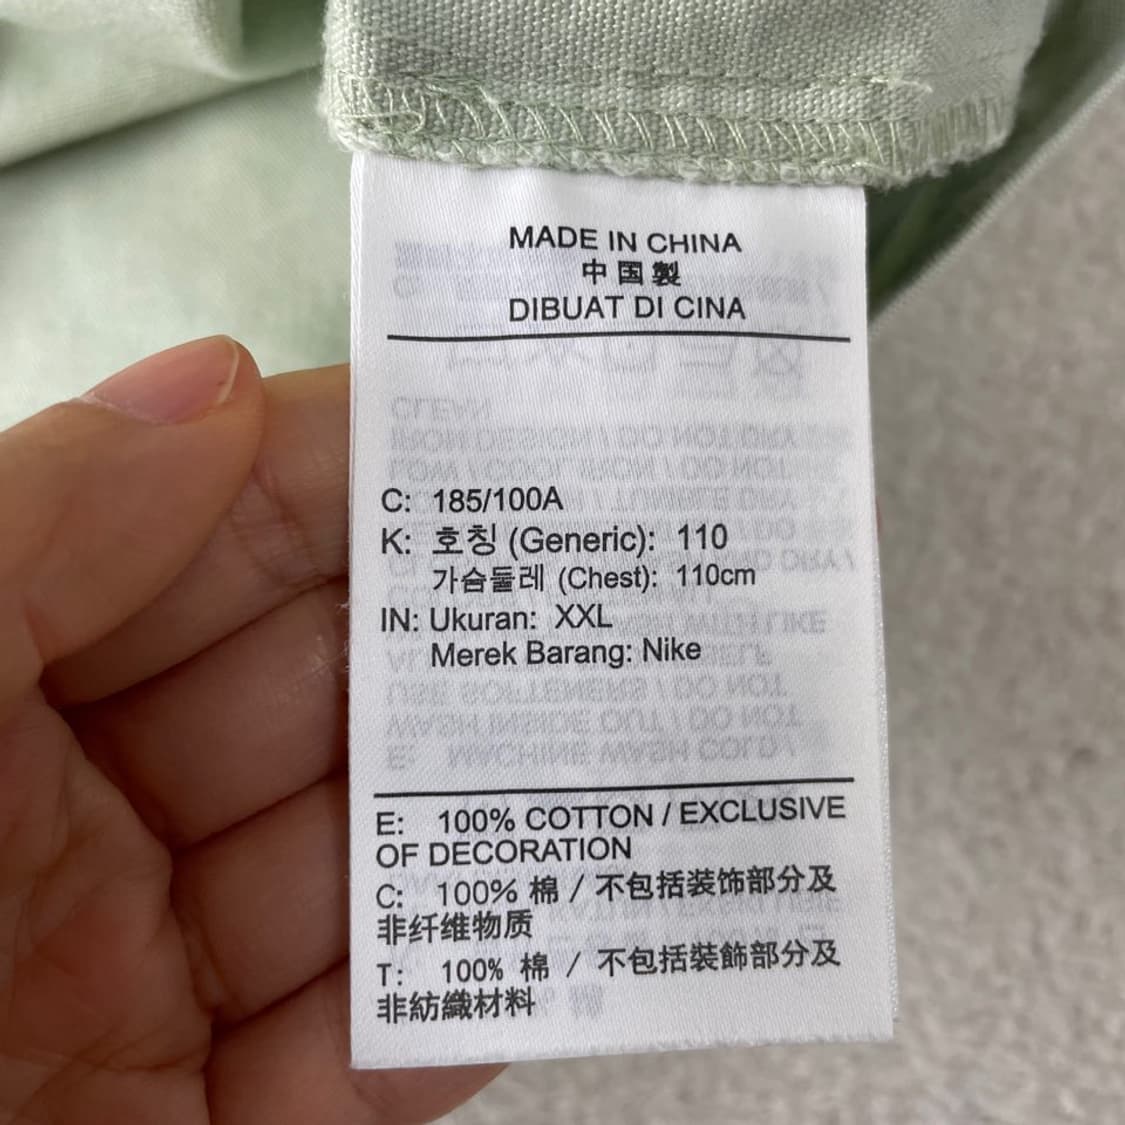 MADE IN CHINA
中国製
DIBUAT DI CINA
C: 185/100A
K: 호칭 (Generic): 110
가슴둘레 (Chest): 110cm
IN: Ukuran: XXL
Merek Barang: Nike
E: 100% COTTON / EXCLUSIVE
OF DECORATION
C: 100% 棉 / 不包括装饰部分及
非纤维物质
T: 100% 棉 / 不包括裝飾部分及
非紡織材料